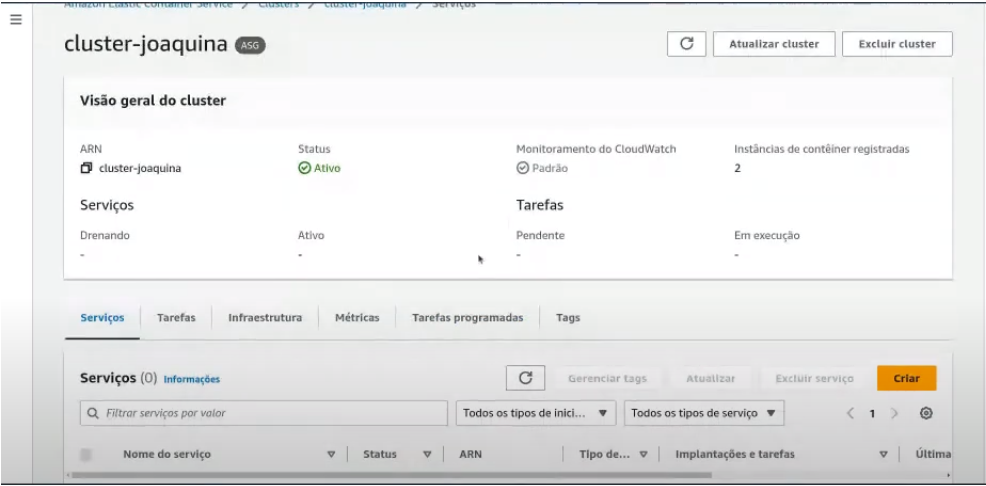 Amazon Elastic Container Service / Clusters / cluster-joaquina / Serviços
cluster-joaquina ASG
Atualizar cluster
Excluir cluster
Visão geral do cluster
ARN
Status
Monitoramento do CloudWatch
Instâncias de contêiner registradas
cluster-joaquina
Ativo
Padrão
2
Serviços
Tarefas
Drenando
Ativo
Pendente
Em execução
-
-
-
-
Serviços
Tarefas
Infraestrutura
Métricas
Tarefas programadas
Tags
Serviços (0) Informações
Gerenciar tags
Atualizar
Excluir serviço
Criar
Filtrar serviços por valor
Todos os tipos de inici...
Todos os tipos de serviço
1
Nome do serviço
Status
ARN
Tipo de...
Implantações e tarefas
Última